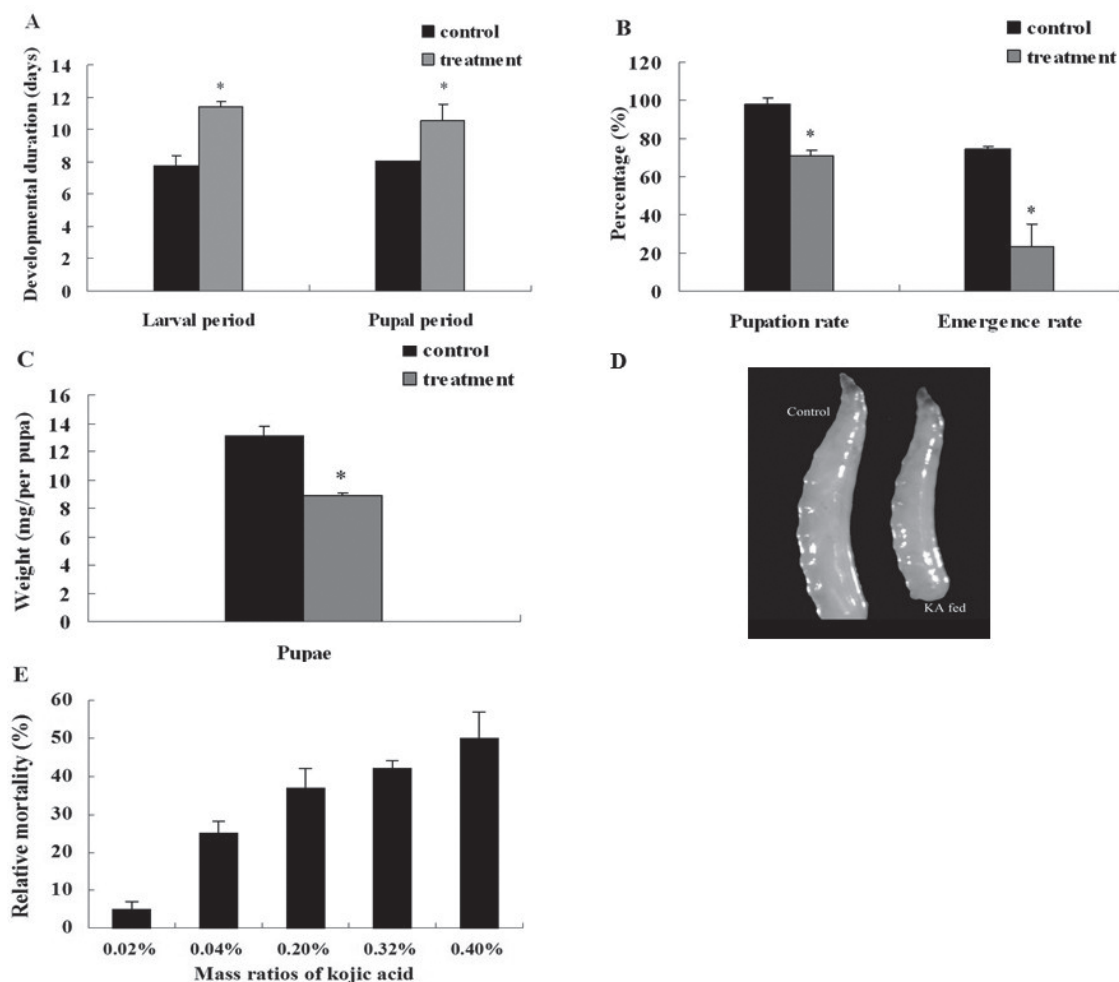 A
control
treatment
Developmental duration (days)
14
12
10
8
6
4
2
0
*
*
Larval period
Pupal period
B
control
treatment
Percentage (%)
120
100
80
60
40
20
0
*
*
Pupation rate
Emergence rate
C
control
treatment
Weight (mg/per pupa)
16
14
12
10
8
6
4
2
0
*
Pupae
D
Control
KA fed
E
Relative mortality (%)
60
50
40
30
20
10
0
0.02%
0.04%
0.20%
0.32%
0.40%
Mass ratios of kojic acid